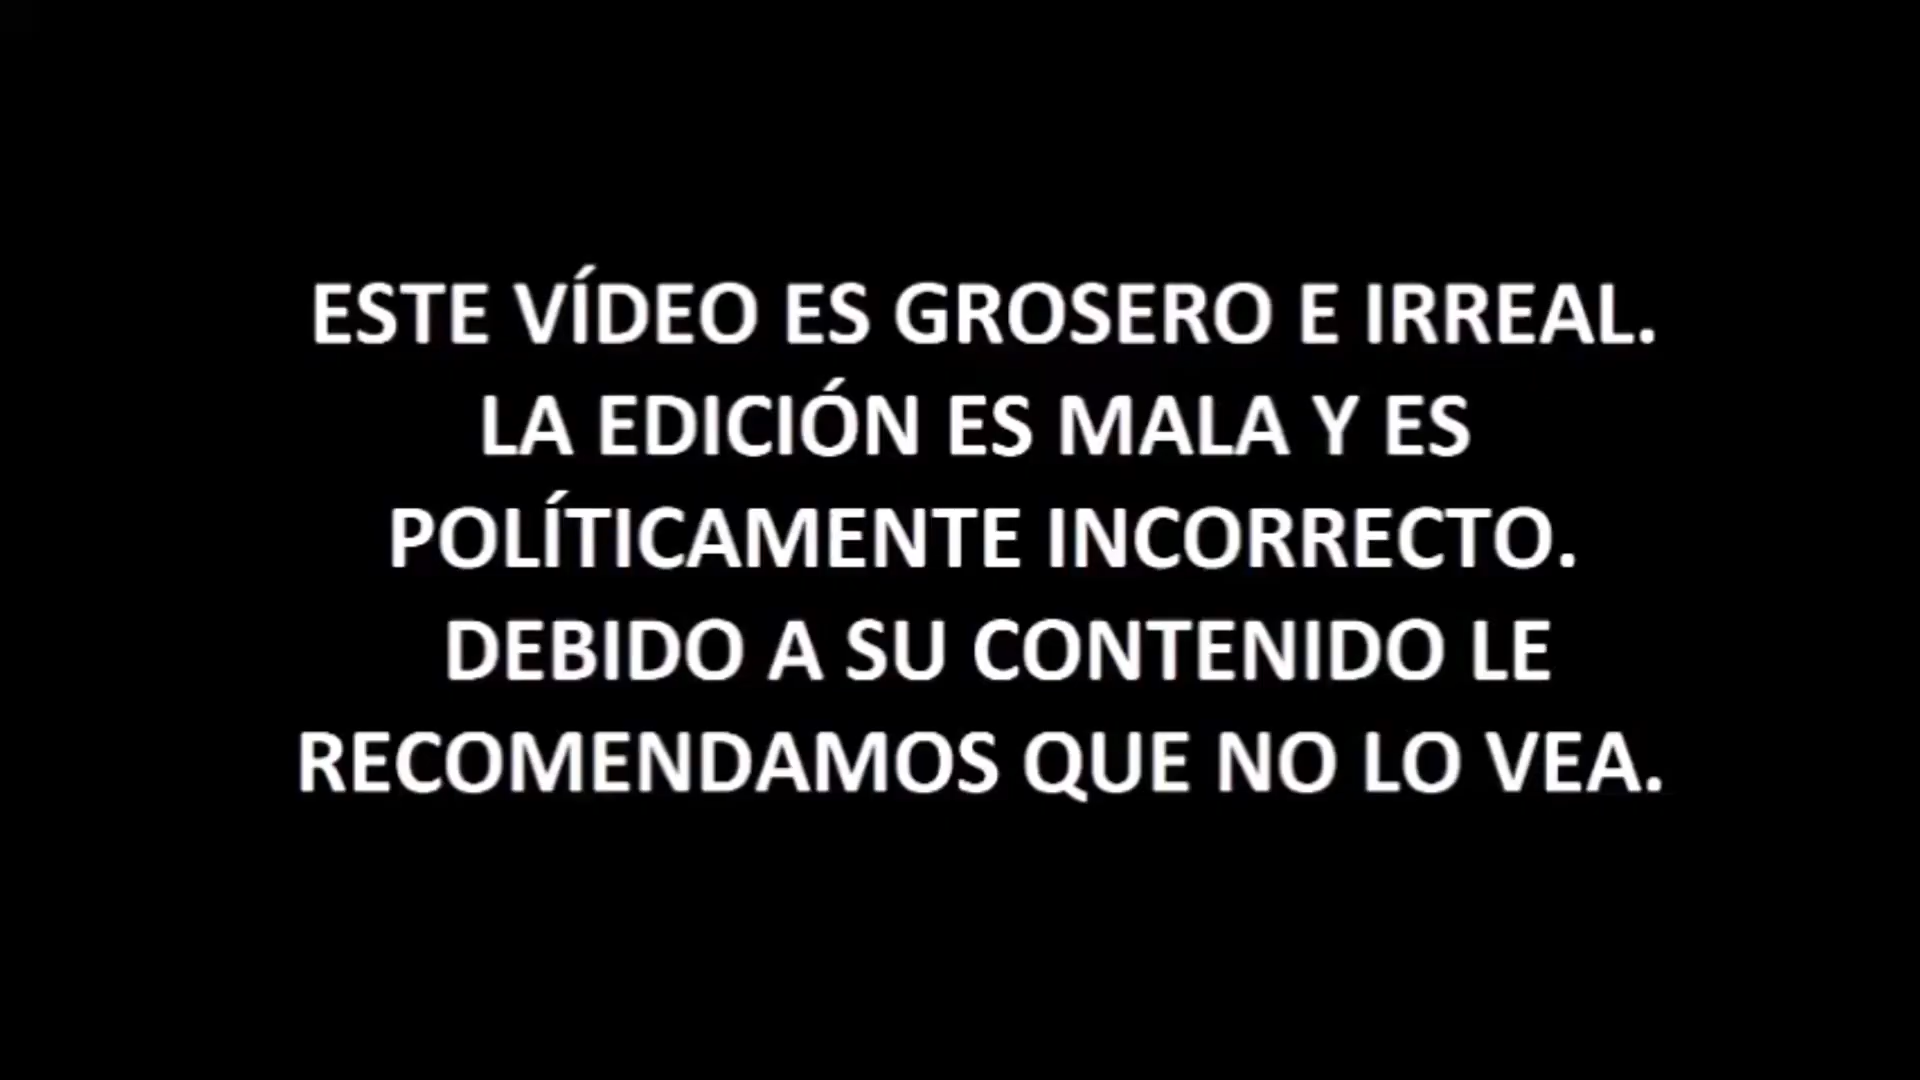 ESTE VÍDEO ES GROSERO E IRREAL.
LA EDICIÓN ES MALA Y ES
POLÍTICAMENTE INCORRECTO.
DEBIDO A SU CONTENIDO LE
RECOMENDAMOS QUE NO LO VEA.